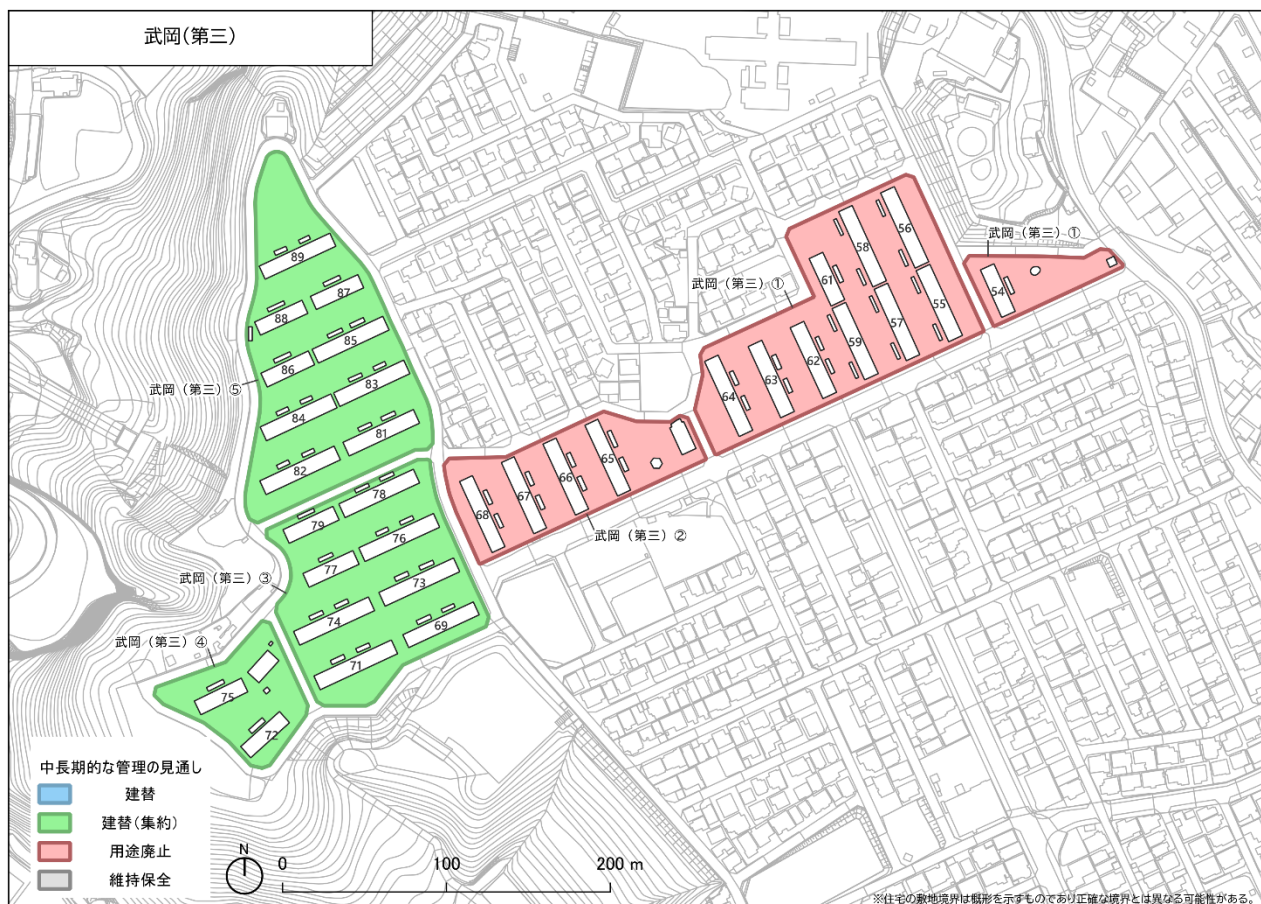 武岡(第三)
武岡（第三）①
武岡（第三）①
武岡（第三）②
武岡（第三）⑤
武岡（第三）③
武岡（第三）④
56
58
61
54
55
57
59
62
63
64
65
66
67
68
89
87
88
85
86
83
84
81
82
78
79
76
77
73
74
69
71
75
72
中長期的な管理の見通し
建替
建替(集約)
用途廃止
維持保全
N
0 100 200 m
※住宅の敷地境界は概形を示すものであり正確な境界とは異なる可能性がある。